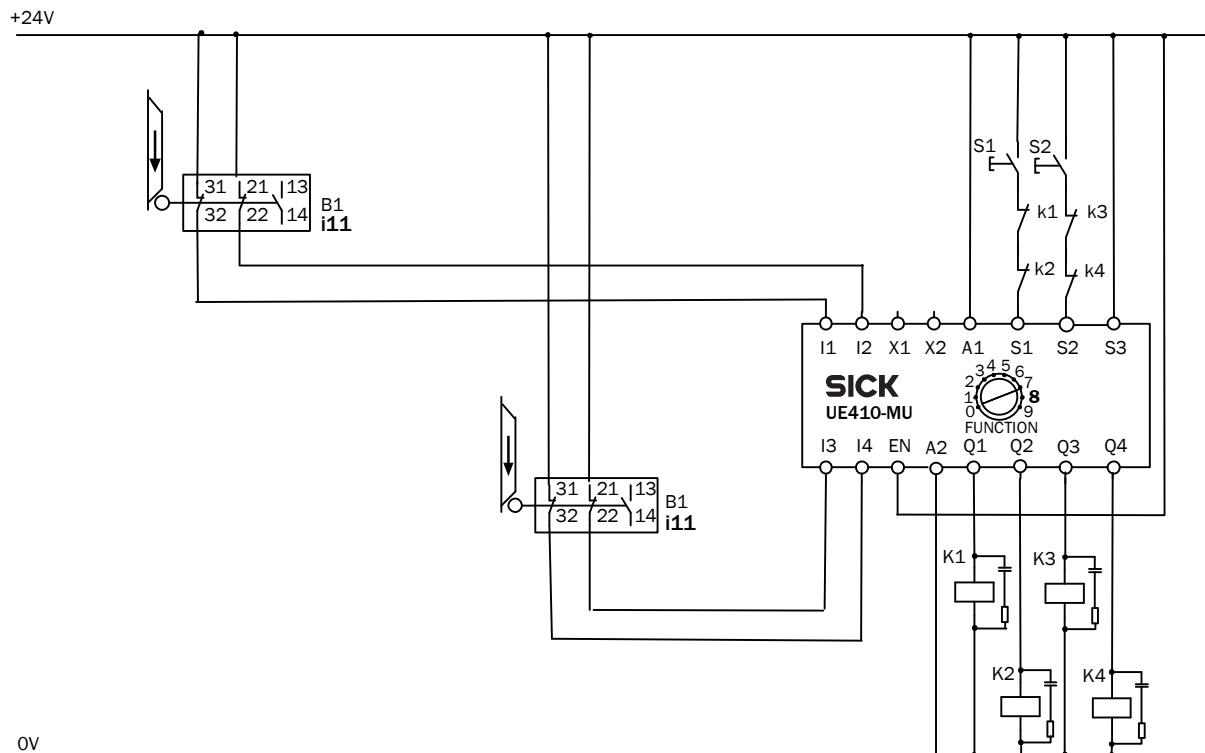 +24V
31 21 13
32 22 14
B1
i11
S1 S2
k1 k3
k2 k4
I1 I2 X1 X2 A1 S1 S2 S3
SICK
UE410-MU
0 1 2 3 4 5 6 7 8 9
FUNCTION
I3 I4 EN A2 Q1 Q2 Q3 Q4
31 21 13
32 22 14
B1
i11
K1 K3
K2 K4
0V